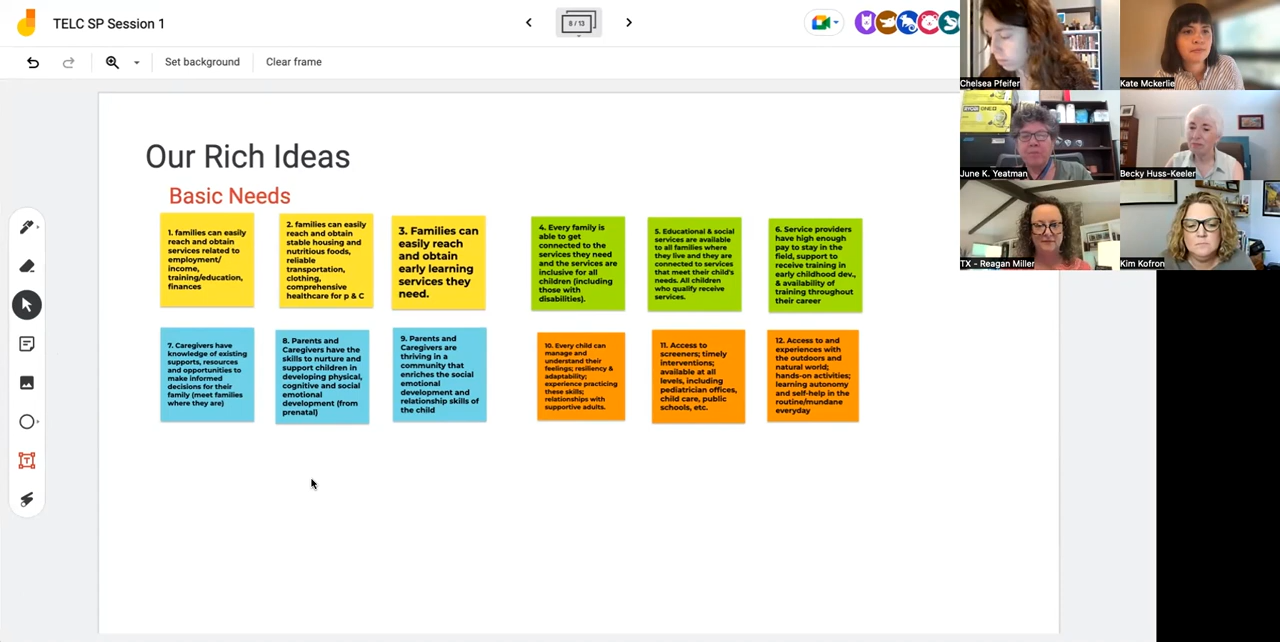 TELC SP Session 1
8 / 13
Set background
Clear frame
Our Rich Ideas
Basic Needs
1. families can easily
reach and obtain
services related to
employment/
income,
training/education,
finances
2. families can easily
reach and obtain
stable housing and
nutritious foods,
reliable
transportation,
clothing,
comprehensive
healthcare for p & C
3. Families can
easily reach
and obtain
early learning
services they
need.
4. Every family is
able to get
connected to the
services they need
and the services are
inclusive for all
children (including
those with
disabilities).
5. Educational & social
services are available
to all families where
they live and they are
connected to services
that meet their child's
needs. All children
who qualify receive
services.
6. Service providers
have high enough
pay to stay in the
field, support to
receive training in
early childhood dev.,
& availability of
training throughout
their career
7. Caregivers have
knowledge of existing
supports, resources
and opportunities to
make informed
decisions for their
family (meet families
where they are)
8. Parents and
Caregivers have the
skills to nurture and
support children in
developing physical,
cognitive and social
emotional
development (from
prenatal)
9. Parents and
Caregivers are
thriving in a
community that
enriches the social
emotional
development and
relationship skills of
the child
10. Every child can
manage and
understand their
feelings; resiliency &
adaptability;
experience practicing
these skills;
relationships with
supportive adults.
11. Access to
screeners; timely
interventions;
available at all
levels, including
pediatrician offices,
child care, public
schools, etc.
12. Access to and
experiences with
the outdoors and
natural world;
hands-on activities;
learning autonomy
and self-help in the
routine/mundane
everyday
Chelsea Pfeifer
Kate Mckerlie
June K. Yeatman
Becky Huss-Keeler
TX - Reagan Miller
Kim Kofron